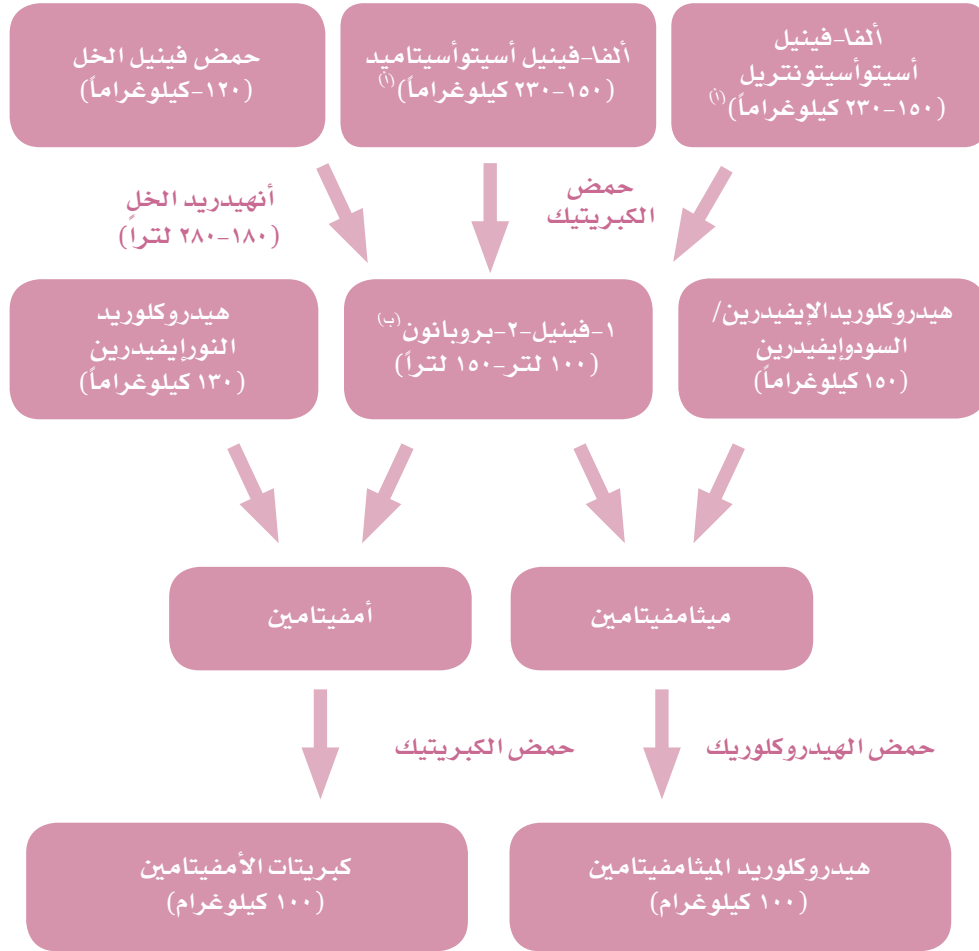 ألفا-فينيل
أسيتوأسيتونتريل
(١٥٠-٢٣٠ كيلوغراماً)(أ)
ألفا-فينيل أسيتوأسيتاميد
(١٥٠-٢٣٠ كيلوغراماً)(أ)
حمض فينيل الخل
(١٢٠-كيلوغراماً)
حمض
الكبريتيك
أنهيدريد الخل
(١٨٠-٢٨٠ لتراً)
هيدروكلوريد الإيفيدرين/
السودوإيفيدرين
(١٥٠ كيلوغراماً)
١-فينيل-٢-بروبانون(ب)
(١٠٠ لتر-١٥٠ لتراً)
هيدروكلوريد
النورإيفيدرين
(١٣٠ كيلوغراماً)
ميثامفيتامين
أمفيتامين
حمض الهيدروكلوريك
حمض الكبريتيك
هيدروكلوريد الميثامفيتامين
(١٠٠ كيلوغرام)
كبريتات الأمفيتامين
(١٠٠ كيلوغرام)